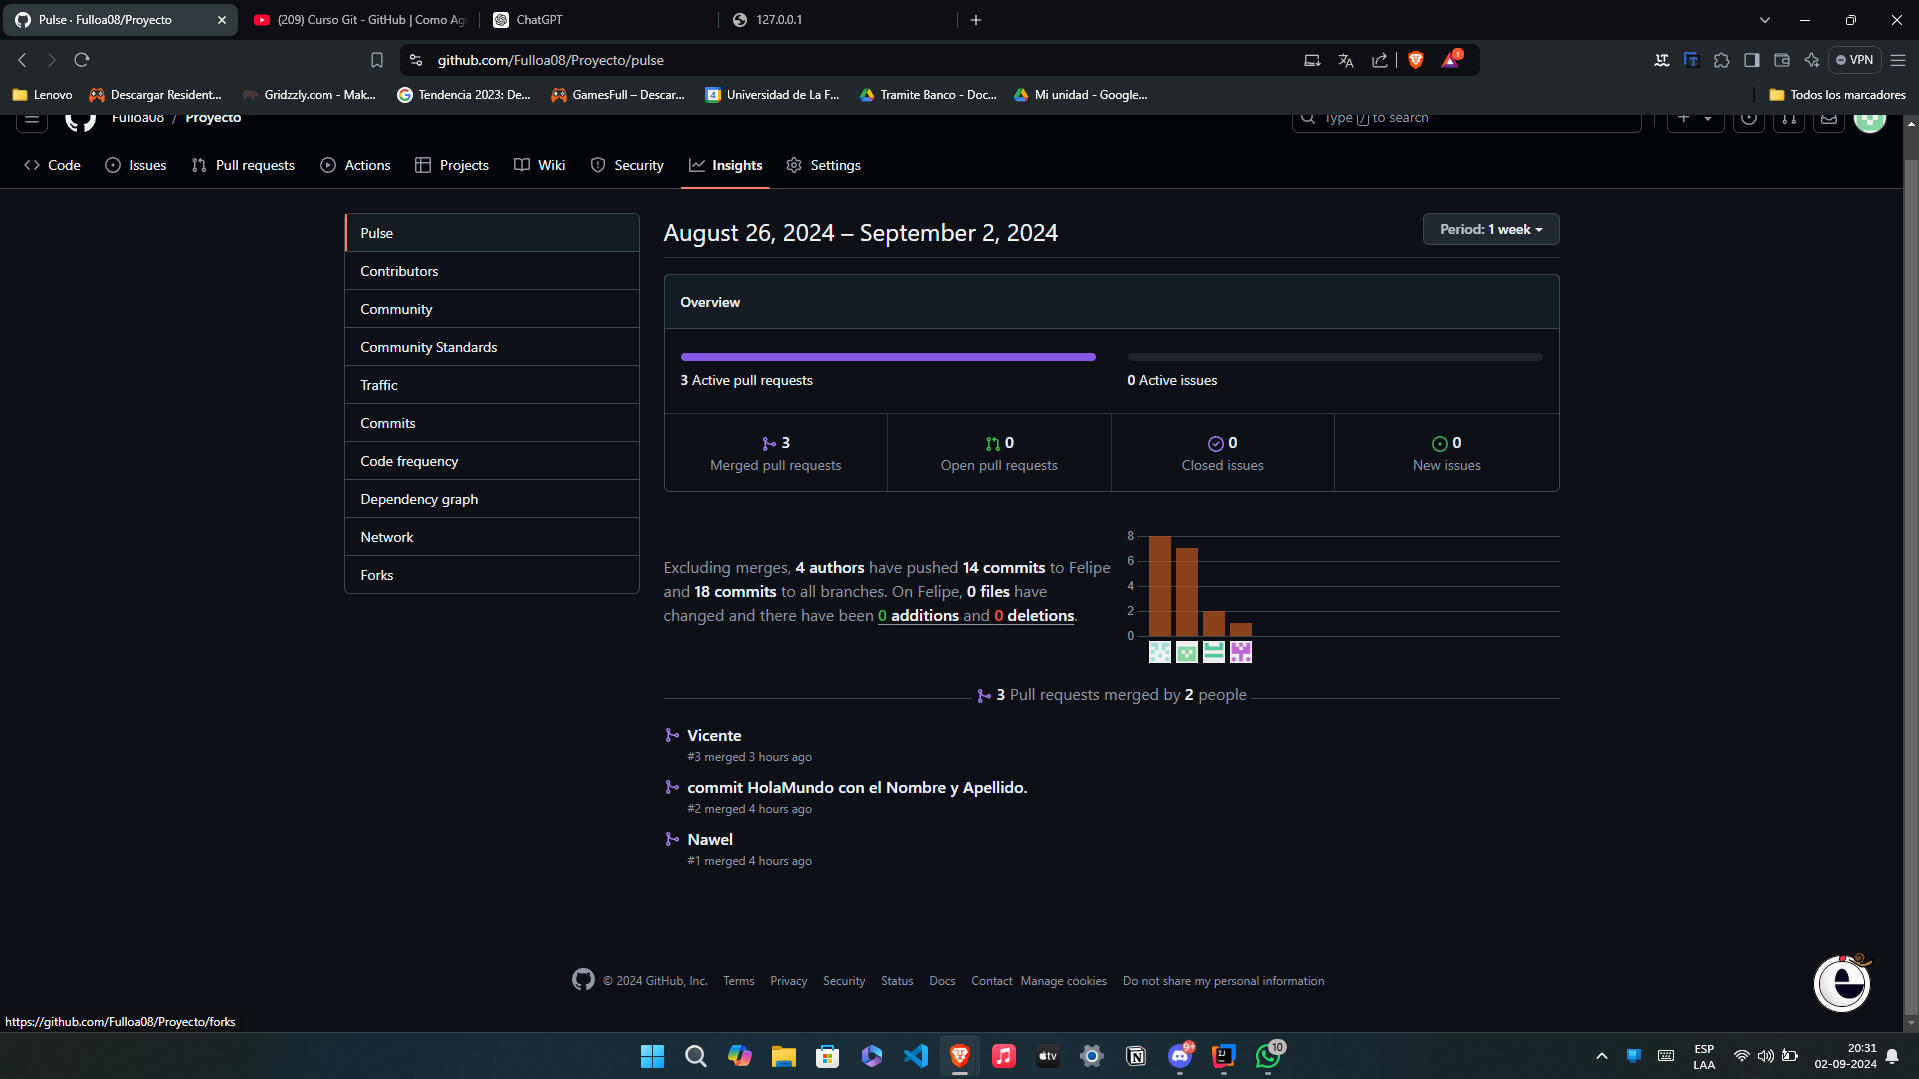 Pulse · Fulloa08/Proyecto
(209) Curso Git - GitHub | Como Ag
ChatGPT
127.0.0.1
github.com/Fulloa08/Proyecto/pulse
1
VPN
Lenovo
Descargar Resident...
Gridzzly.com - Mak...
Tendencia 2023: De...
GamesFull – Descar...
Universidad de La F...
Tramite Banco - Doc...
Mi unidad - Google...
Todos los marcadores
Fulloa08 / Proyecto
Type / to search
Code
Issues
Pull requests
Actions
Projects
Wiki
Security
Insights
Settings
Pulse
Contributors
Community
Community Standards
Traffic
Commits
Code frequency
Dependency graph
Network
Forks
August 26, 2024 – September 2, 2024
Period: 1 week
Overview
3 Active pull requests
0 Active issues
3
Merged pull requests
0
Open pull requests
0
Closed issues
0
New issues
Excluding merges, 4 authors have pushed 14 commits to Felipe
and 18 commits to all branches. On Felipe, 0 files have
changed and there have been 0 additions and 0 deletions.
8
6
4
2
0
3 Pull requests merged by 2 people
Vicente
#3 merged 3 hours ago
commit HolaMundo con el Nombre y Apellido.
#2 merged 4 hours ago
Nawel
#1 merged 4 hours ago
© 2024 GitHub, Inc.
Terms
Privacy
Security
Status
Docs
Contact
Manage cookies
Do not share my personal information
https://github.com/Fulloa08/Proyecto/forks
tv
9+
10
ESP
LAA
20:31
02-09-2024